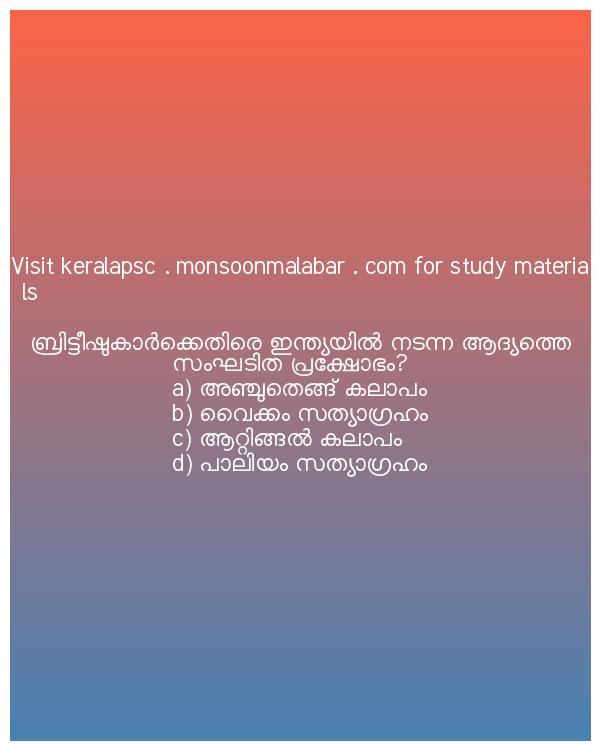 Visit keralapsc . monsoonmalabar . com for study materia
ls
ബ്രിട്ടീഷുകാർക്കെതിരെ ഇന്ത്യയിൽ നടന്ന ആദ്യത്തെ
സംഘടിത പ്രക്ഷോഭം?
a) അഞ്ചുതെങ്ങ് കലാപം
b) വൈക്കം സത്യാഗ്രഹം
c) ആറ്റിങ്ങൽ കലാപം
d) പാലിയം സത്യാഗ്രഹം